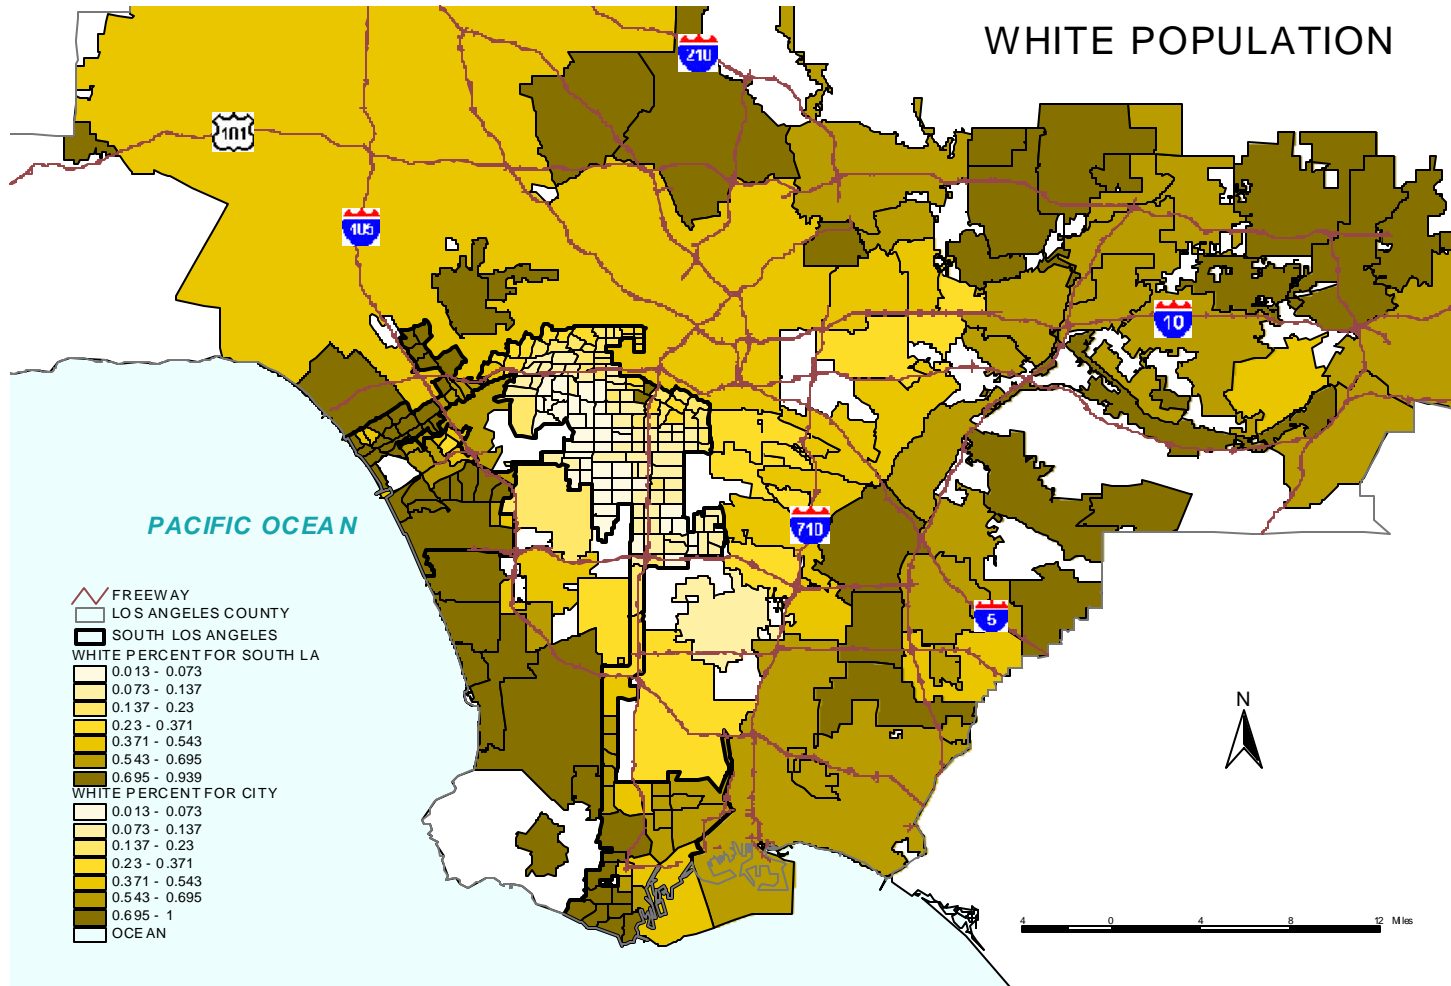 WHITE POPULATION
210
101
405
10
PACIFIC OCEAN
710
5
FREEWAY
LOS ANGELES COUNTY
SOUTH LOS ANGELES
WHITE PERCENT FOR SOUTH LA
0.013 - 0.073
0.073 - 0.137
0.137 - 0.23
0.23 - 0.371
0.371 - 0.543
0.543 - 0.695
0.695 - 0.939
WHITE PERCENT FOR CITY
0.013 - 0.073
0.073 - 0.137
0.137 - 0.23
0.23 - 0.371
0.371 - 0.543
0.543 - 0.695
0.695 - 1
OCEAN
N
4 0 4 8 12 Miles